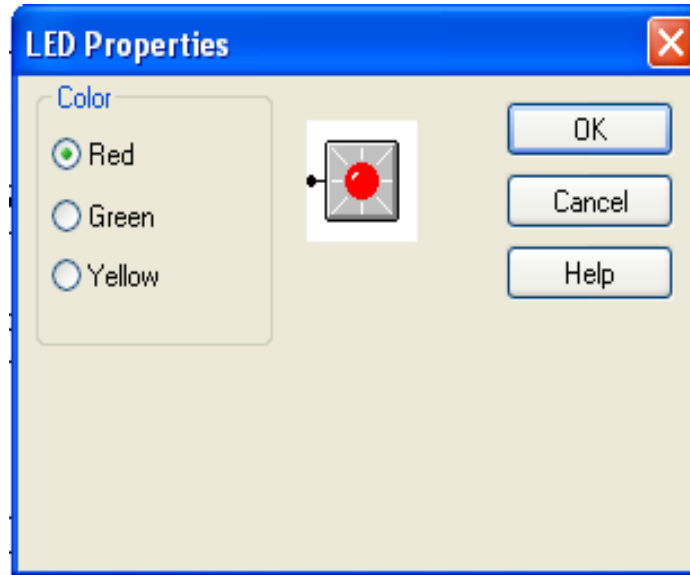 LED Properties
Color
Red
Green
Yellow
OK
Cancel
Help